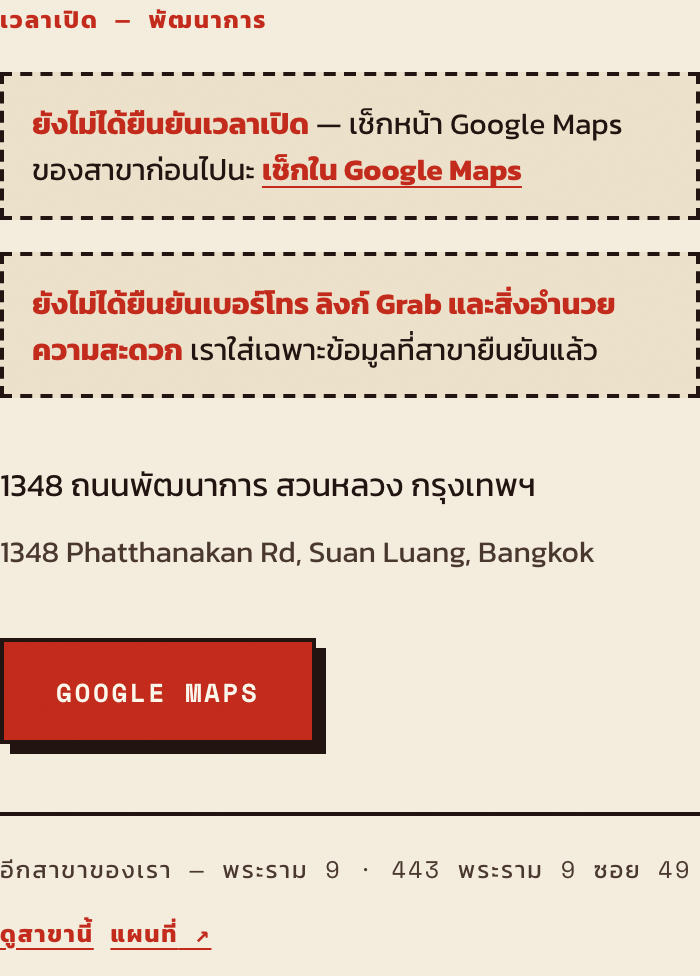 เวลาเปิด — พัฒนาการ
ยังไม่ได้ยืนยันเวลาเปิด — เช็กหน้า Google Maps
ของสาขาก่อนไปนะ เช็กใน Google Maps
ยังไม่ได้ยืนยันเบอร์โทร ลิงก์ Grab และสิ่งอำนวย
ความสะดวก เราใส่เฉพาะข้อมูลที่สาขายืนยันแล้ว
1348 ถนนพัฒนาการ สวนหลวง กรุงเทพฯ
1348 Phatthanakan Rd, Suan Luang, Bangkok
GOOGLE MAPS
อีกสาขาของเรา — พระราม 9 · 443 พระราม 9 ซอย 49
ดูสาขานี้ แผนที่ ↗